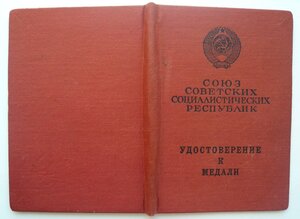 СОЮЗ
СОВЕТСКИХ
СОЦИАЛИСТИЧЕСКИХ
РЕСПУБЛИК
УДОСТОВЕРЕНИЕ
К
МЕДАЛИ